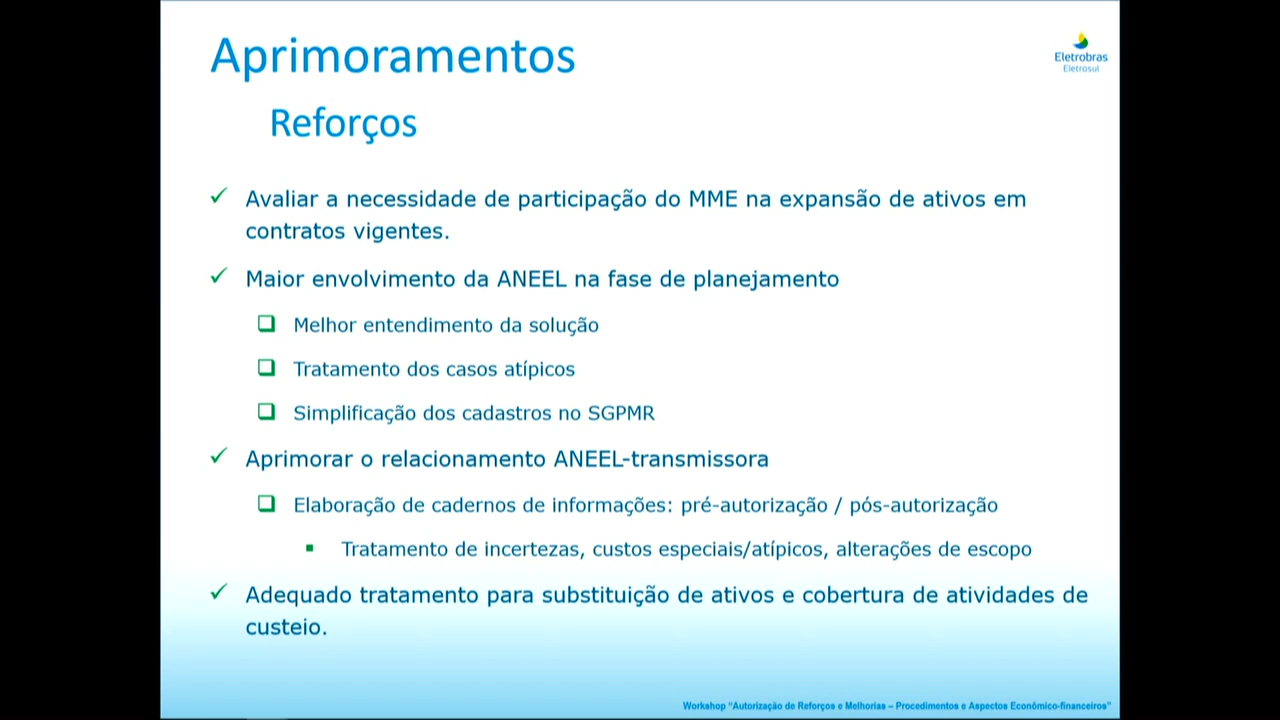 Aprimoramentos
Eletrobras
Eletrosul
Reforços
Avaliar a necessidade de participação do MME na expansão de ativos em
contratos vigentes.
Maior envolvimento da ANEEL na fase de planejamento
Melhor entendimento da solução
Tratamento dos casos atípicos
Simplificação dos cadastros no SGPMR
Aprimorar o relacionamento ANEEL-transmissora
Elaboração de cadernos de informações: pré-autorização / pós-autorização
Tratamento de incertezas, custos especiais/atípicos, alterações de escopo
Adequado tratamento para substituição de ativos e cobertura de atividades de
custeio.
Workshop “Autorização de Reforços e Melhorias – Procedimentos e Aspectos Econômico-financeiros”